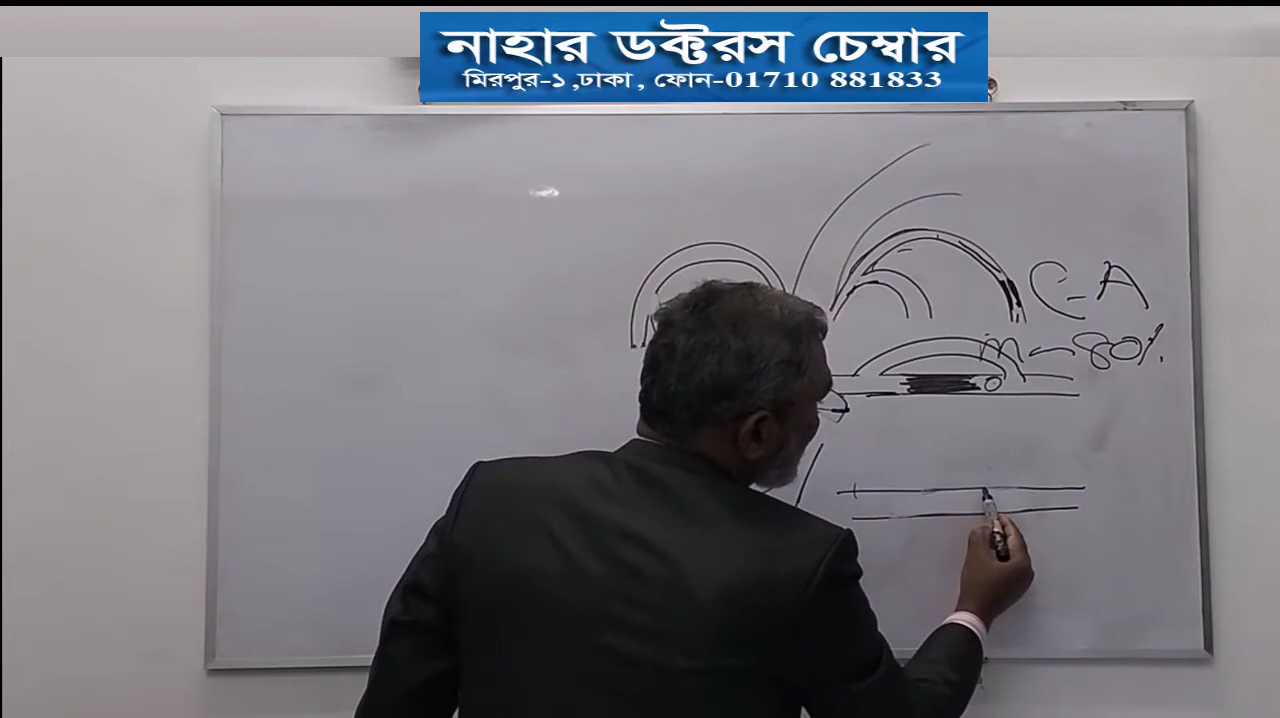 নাহার ডক্টরস চেম্বার
মিরপুর-১ ,ঢাকা , ফোন-01710 881833
C-A
m-80%